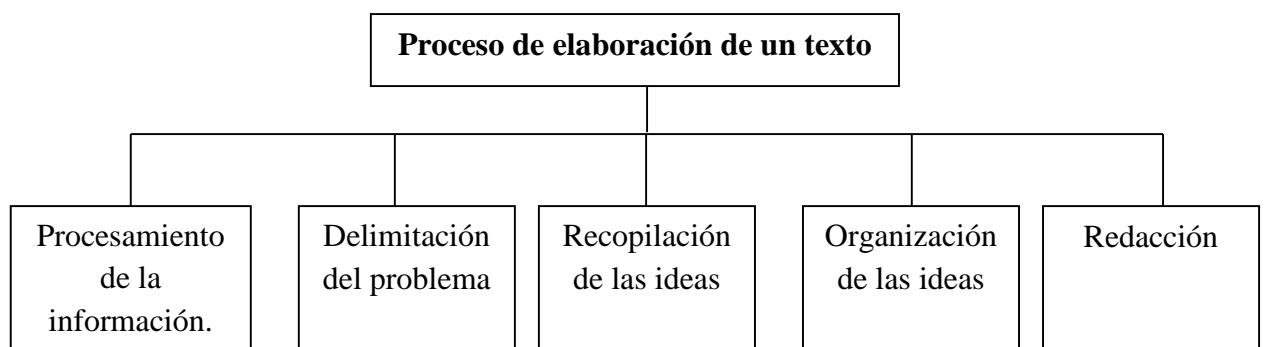 Proceso de elaboración de un texto
Procesamiento
de la
información.
Delimitación
del problema
Recopilación
de las ideas
Organización
de las ideas
Redacción